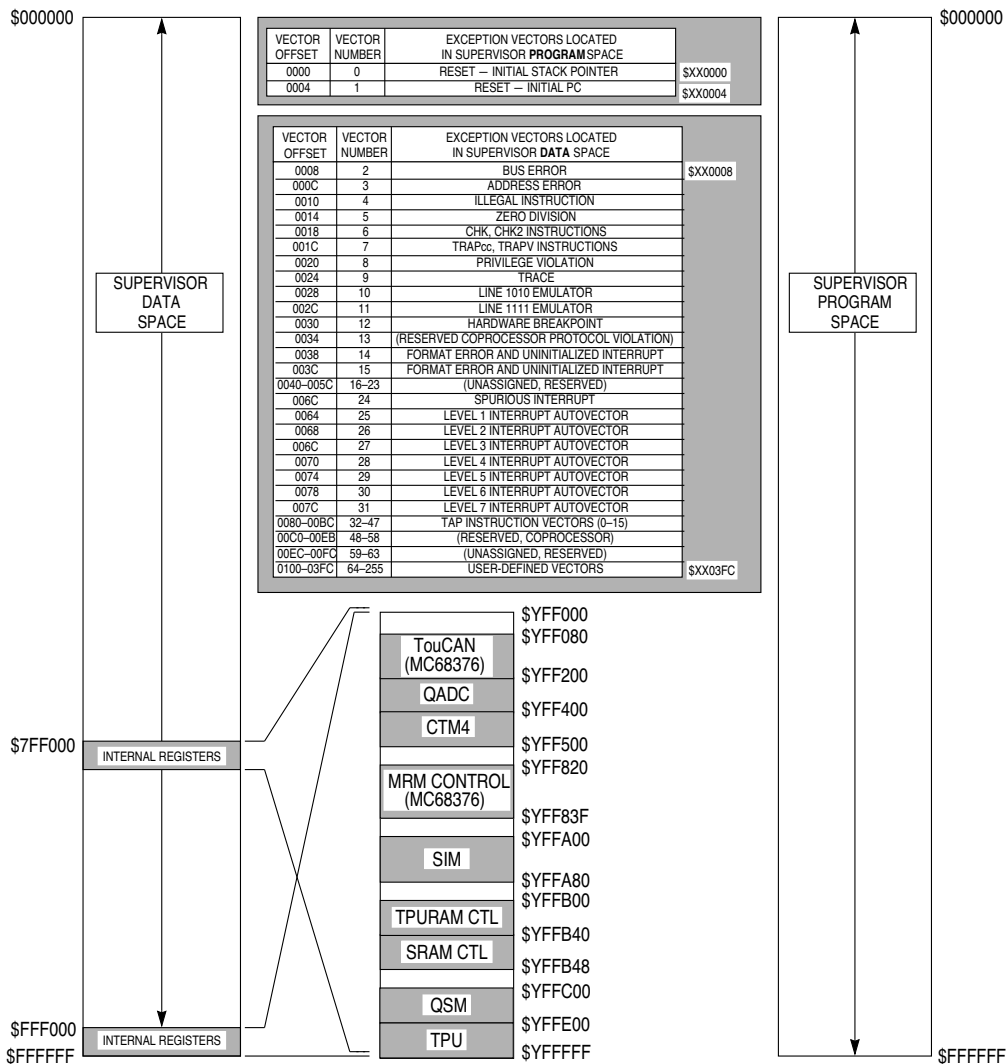 $000000
$000000
VECTOR OFFSET VECTOR NUMBER EXCEPTION VECTORS LOCATED IN SUPERVISOR PROGRAM SPACE
0000 0 RESET — INITIAL STACK POINTER $XX0000
0004 1 RESET — INITIAL PC $XX0004
VECTOR OFFSET VECTOR NUMBER EXCEPTION VECTORS LOCATED IN SUPERVISOR DATA SPACE
0008 2 BUS ERROR $XX0008
000C 3 ADDRESS ERROR
0010 4 ILLEGAL INSTRUCTION
0014 5 ZERO DIVISION
0018 6 CHK, CHK2 INSTRUCTIONS
001C 7 TRAPcc, TRAPV INSTRUCTIONS
0020 8 PRIVILEGE VIOLATION
0024 9 TRACE
0028 10 LINE 1010 EMULATOR
002C 11 LINE 1111 EMULATOR
0030 12 HARDWARE BREAKPOINT
0034 13 (RESERVED COPROCESSOR PROTOCOL VIOLATION)
0038 14 FORMAT ERROR AND UNINITIALIZED INTERRUPT
003C 15 FORMAT ERROR AND UNINITIALIZED INTERRUPT
0040–005C 16–23 (UNASSIGNED, RESERVED)
006C 24 SPURIOUS INTERRUPT
0064 25 LEVEL 1 INTERRUPT AUTOVECTOR
0068 26 LEVEL 2 INTERRUPT AUTOVECTOR
006C 27 LEVEL 3 INTERRUPT AUTOVECTOR
0070 28 LEVEL 4 INTERRUPT AUTOVECTOR
0074 29 LEVEL 5 INTERRUPT AUTOVECTOR
0078 30 LEVEL 6 INTERRUPT AUTOVECTOR
007C 31 LEVEL 7 INTERRUPT AUTOVECTOR
0080–00BC 32–47 TAP INSTRUCTION VECTORS (0–15)
00C0–00EB 48–58 (RESERVED, COPROCESSOR)
00EC–00FC 59–63 (UNASSIGNED, RESERVED)
0100–03FC 64–255 USER-DEFINED VECTORS $XX03FC
SUPERVISOR
DATA
SPACE
SUPERVISOR
PROGRAM
SPACE
$7FF000
INTERNAL REGISTERS
$FFF000
INTERNAL REGISTERS
$FFFFFF
$YFF000
$YFF080
TouCAN
(MC68376)
$YFF200
QADC
$YFF400
CTM4
$YFF500
$YFF820
MRM CONTROL
(MC68376)
$YFF83F
$YFFA00
SIM
$YFFA80
$YFFB00
TPURAM CTL
$YFFB40
SRAM CTL
$YFFB48
$YFFC00
QSM
$YFFE00
TPU
$YFFFFF
$FFFFFF